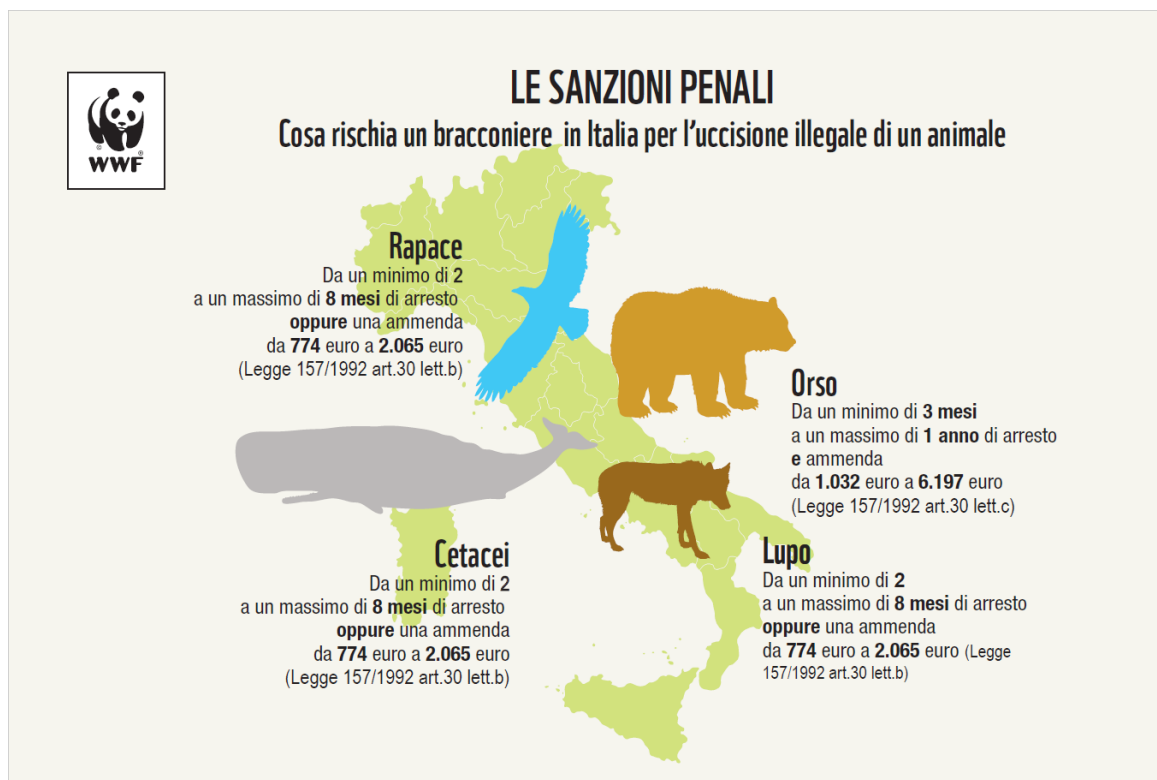 WWF
LE SANZIONI PENALI
Cosa rischia un bracconiere in Italia per l'uccisione illegale di un animale
Rapace
Da un minimo di 2
a un massimo di 8 mesi di arresto
oppure una ammenda
da 774 euro a 2.065 euro
(Legge 157/1992 art.30 lett.b)
Orso
Da un minimo di 3 mesi
a un massimo di 1 anno di arresto
e ammenda
da 1.032 euro a 6.197 euro
(Legge 157/1992 art.30 lett.c)
Cetacei
Da un minimo di 2
a un massimo di 8 mesi di arresto
oppure una ammenda
da 774 euro a 2.065 euro
(Legge 157/1992 art.30 lett.b)
Lupo
Da un minimo di 2
a un massimo di 8 mesi di arresto
oppure una ammenda
da 774 euro a 2.065 euro (Legge
157/1992 art.30 lett.b)